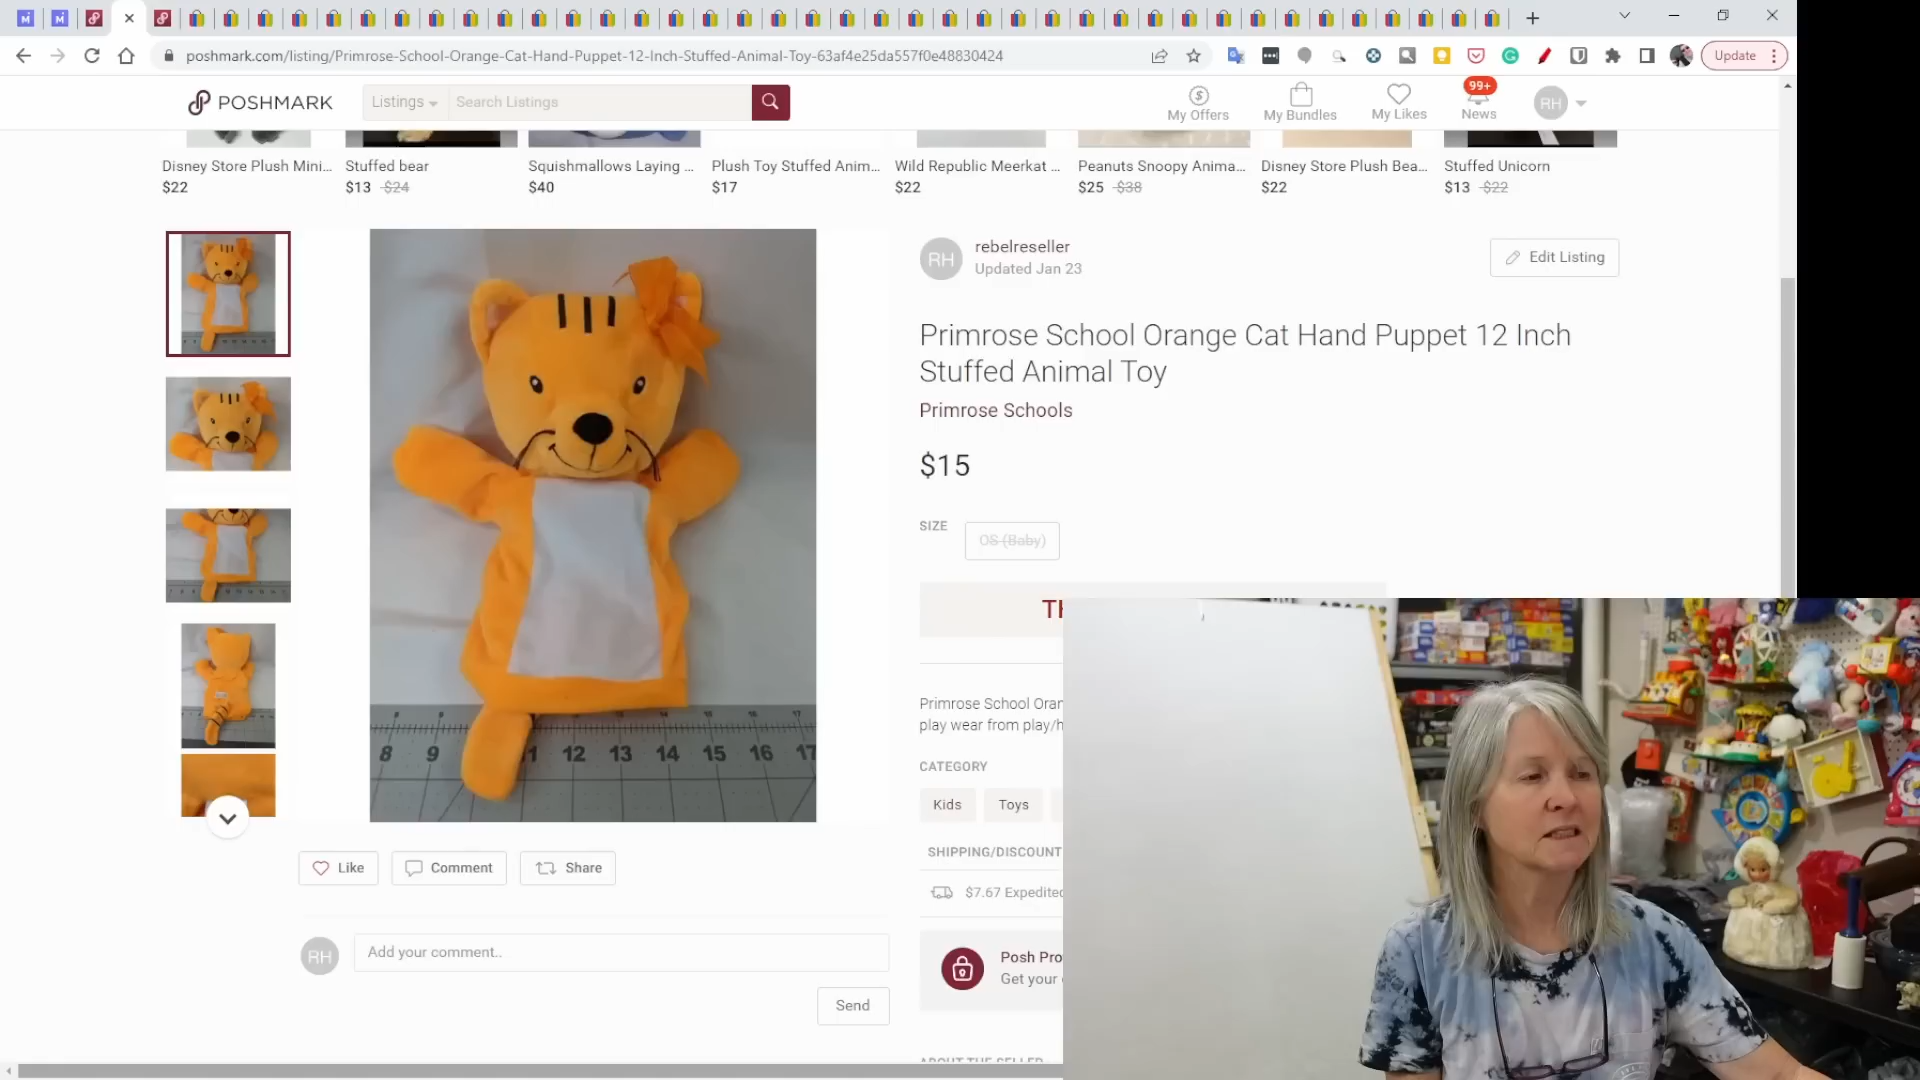 poshmark.com/listing/Primrose-School-Orange-Cat-Hand-Puppet-12-Inch-Stuffed-Animal-Toy-63af4e25da557f0e48830424
Update
POSHMARK
Listings
Search Listings
My Offers
My Bundles
My Likes
99+
News
RH
Disney Store Plush Mini...
$22
Stuffed bear
$13 $24
Squishmallows Laying ...
$40
Plush Toy Stuffed Anim...
$17
Wild Republic Meerkat ...
$22
Peanuts Snoopy Anima...
$25 $38
Disney Store Plush Bea...
$22
Stuffed Unicorn
$13 $22
RH
rebelreseller
Updated Jan 23
Edit Listing
Primrose School Orange Cat Hand Puppet 12 Inch
Stuffed Animal Toy
Primrose Schools
$15
SIZE
OS (Baby)
TH
8 9 11 12 13 14 15 16 17
Primrose School Oran
play wear from play/h
CATEGORY
Kids
Toys
SHIPPING/DISCOUNT
$7.67 Expedited
Like
Comment
Share
RH
Add your comment..
Send
Posh Pro
Get your
ABOUT THE SELLER